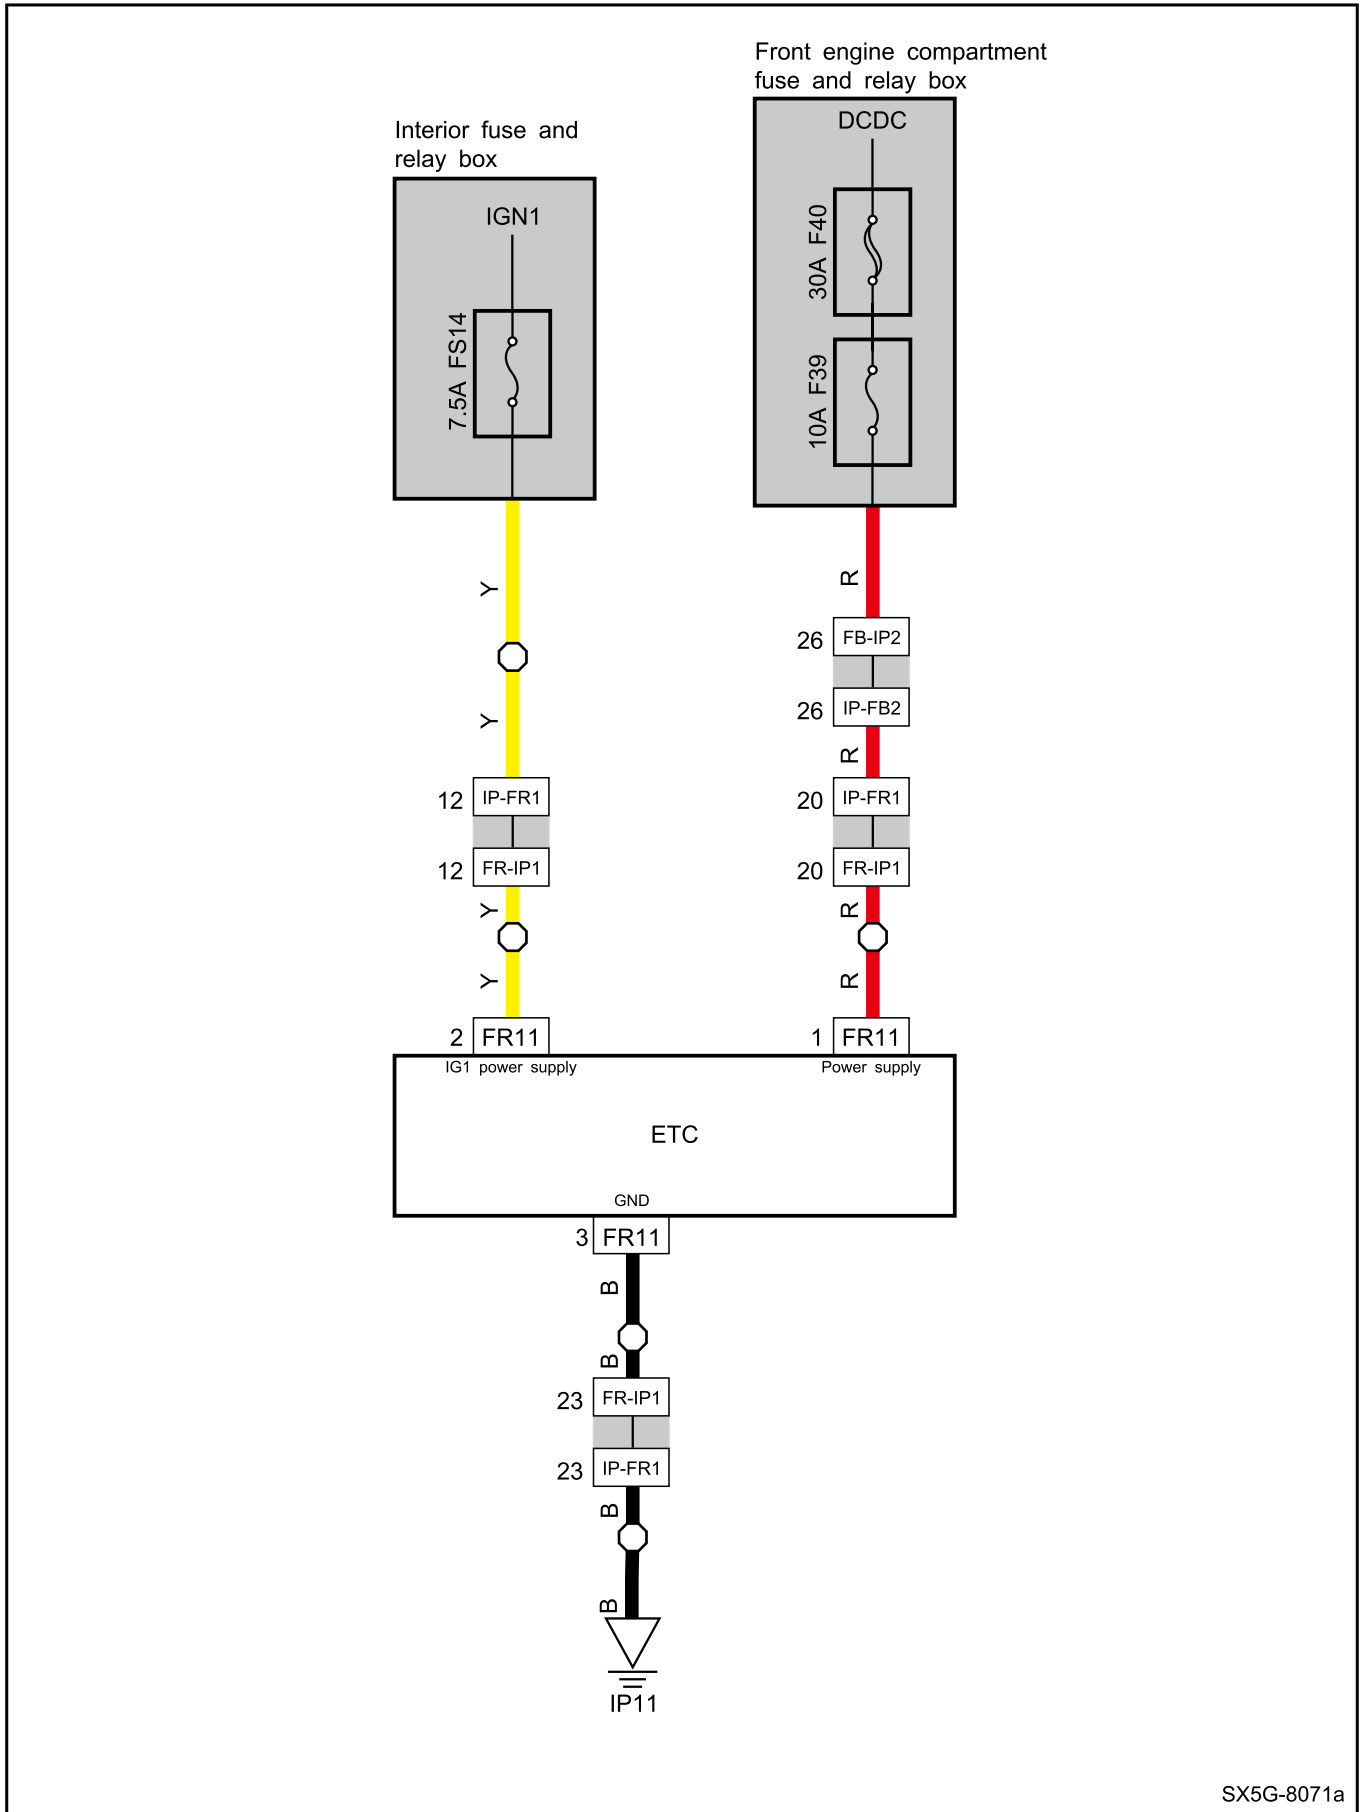 Front engine compartment
fuse and relay box
DCDC
30A F40
10A F39
Interior fuse and
relay box
IGN1
7.5A FS14
Y
R
26 FB-IP2
26 IP-FB2
Y
R
12 IP-FR1
20 IP-FR1
12 FR-IP1
20 FR-IP1
Y
R
Y
R
2 FR11
1 FR11
IG1 power supply
Power supply
ETC
GND
3 FR11
B
B
23 FR-IP1
23 IP-FR1
B
B
IP11
SX5G-8071a